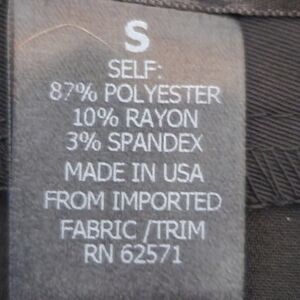 S
SELF:
87% POLYESTER
10% RAYON
3% SPANDEX
MADE IN USA
FROM IMPORTED
FABRIC /TRIM
RN 62571